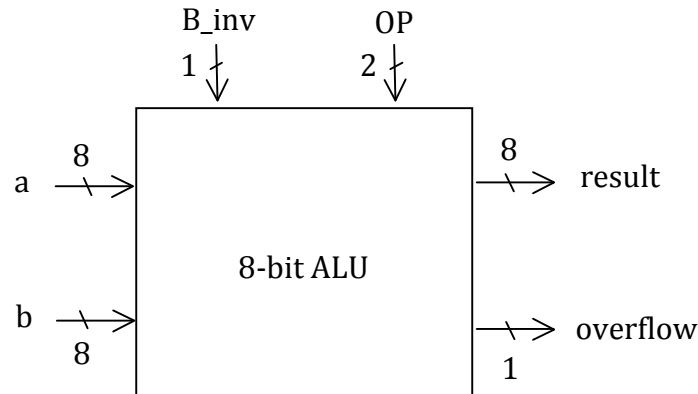 B_inv OP
1 2
8 8
a result
8-bit ALU
b overflow
8 1